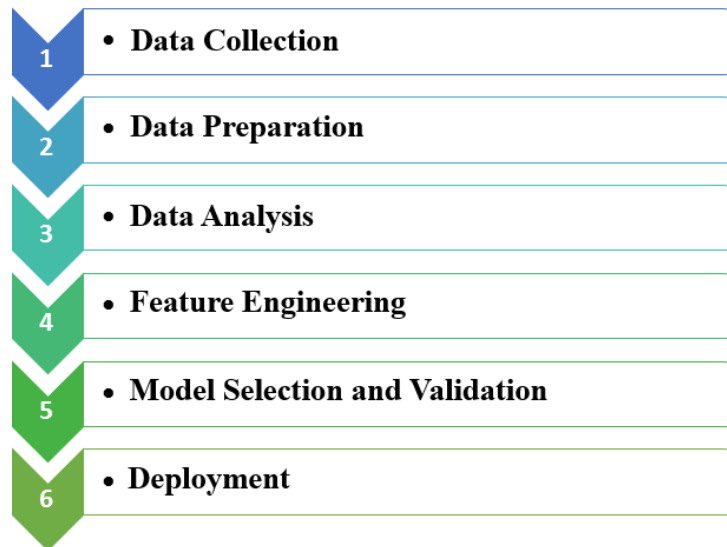 1 • Data Collection
2 • Data Preparation
3 • Data Analysis
4 • Feature Engineering
5 • Model Selection and Validation
6 • Deployment